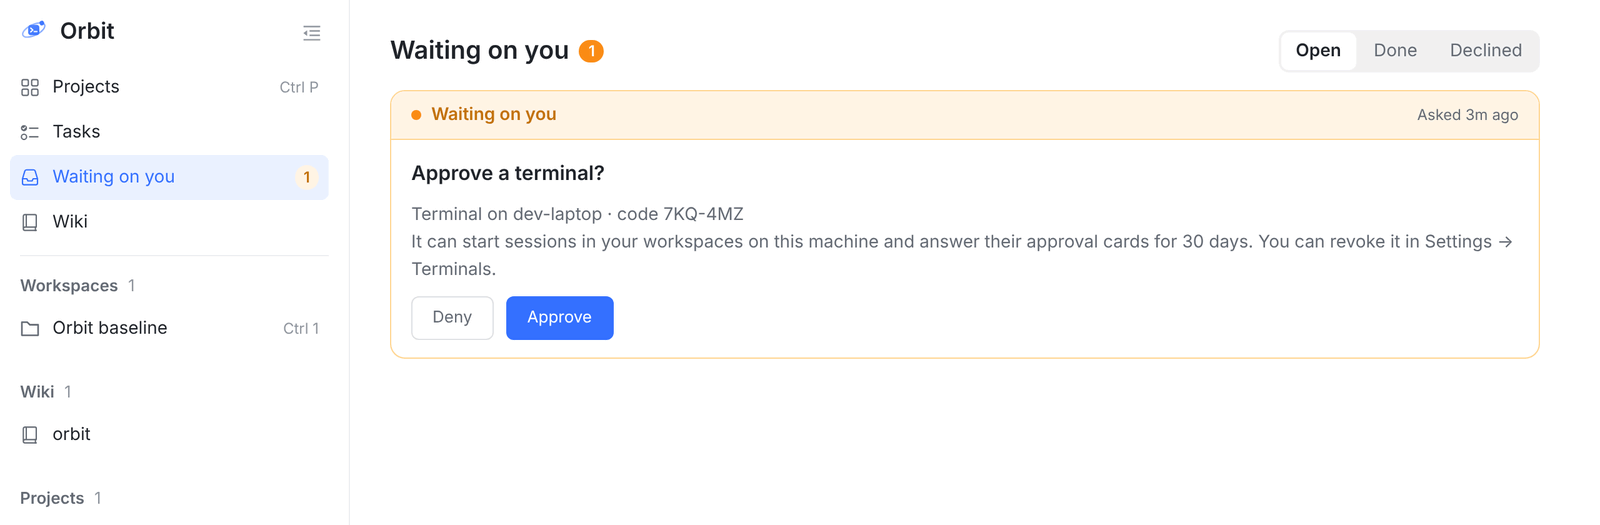 Orbit
Projects Ctrl P
Tasks
Waiting on you 1
Wiki
Workspaces 1
Orbit baseline Ctrl 1
Wiki 1
orbit
Projects 1
Waiting on you 1
Open Done Declined
Waiting on you Asked 3m ago
Approve a terminal?
Terminal on dev-laptop · code 7KQ-4MZ
It can start sessions in your workspaces on this machine and answer their approval cards for 30 days. You can revoke it in Settings →
Terminals.
Deny Approve